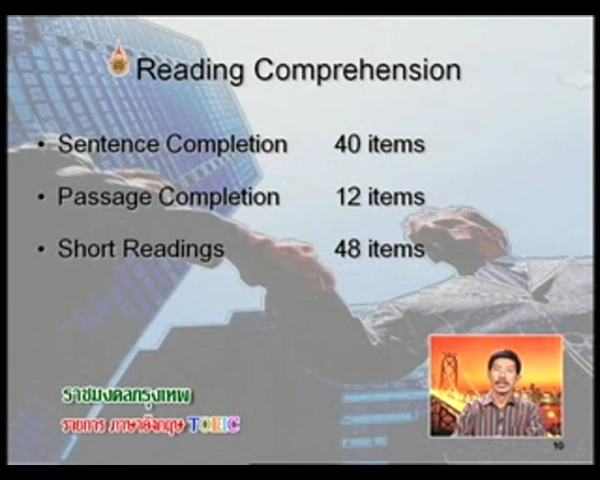 Reading Comprehension
• Sentence Completion 40 items
• Passage Completion 12 items
• Short Readings 48 items
ราชมงคลกรุงเทพ
รายการ ภาษาอังกฤษ TOEIC
10